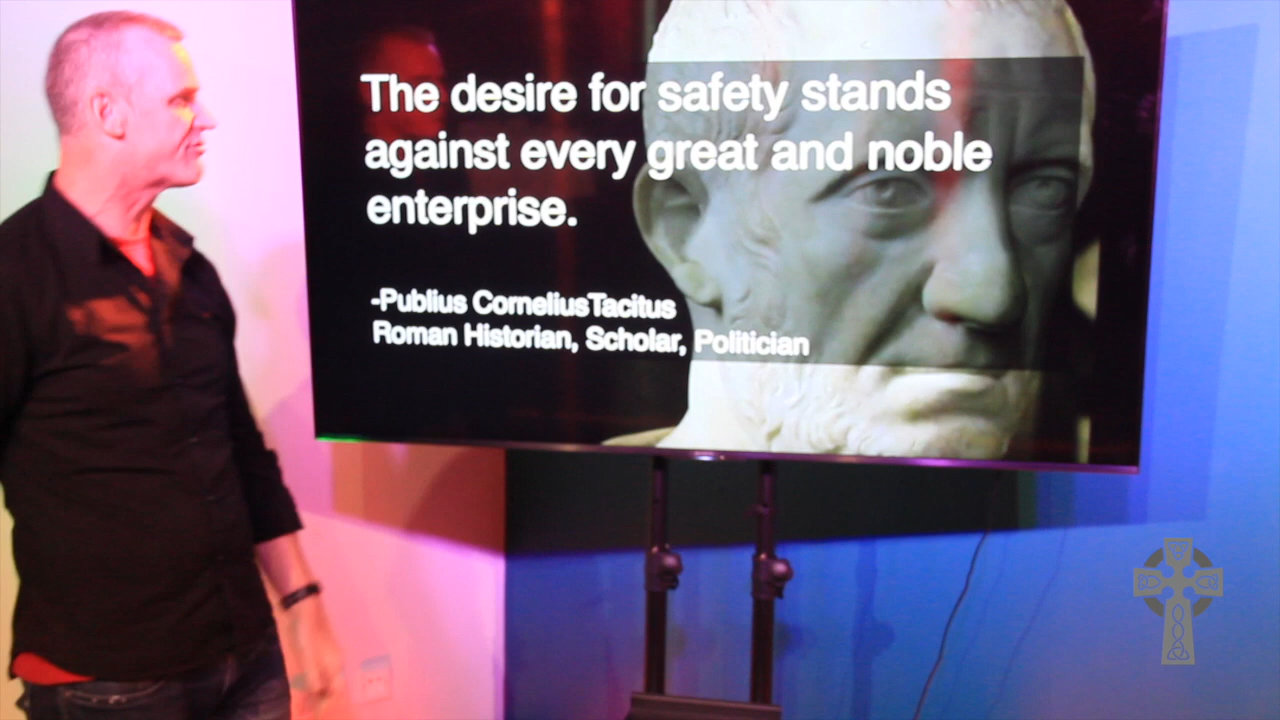 The desire for safety stands
against every great and noble
enterprise.
-Publius CorneliusTacitus
Roman Historian, Scholar, Politician